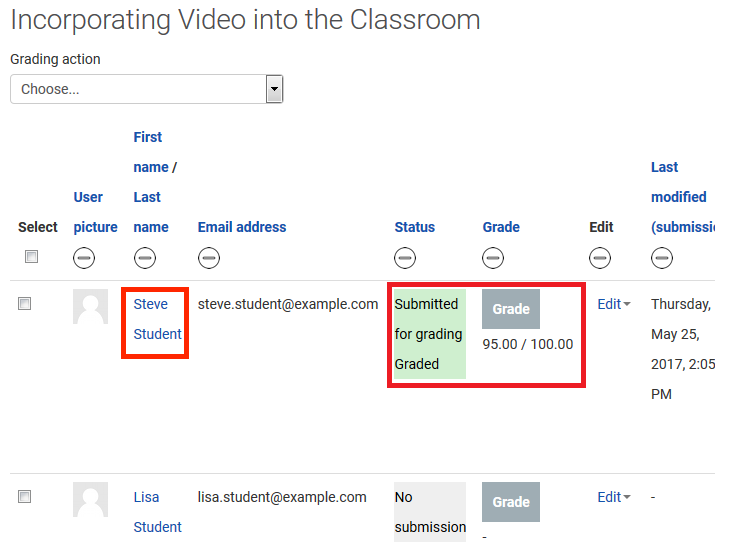 Incorporating Video into the Classroom
Grading action
Choose...
Select
User
picture
First
name /
Last
name
Email address
Status
Grade
Edit
Last
modified
(submissi
Steve
Student
steve.student@example.com
Submitted
for grading
Graded
Grade
95.00 / 100.00
Edit
Thursday,
May 25,
2017, 2:05
PM
Lisa
Student
lisa.student@example.com
No
submission
Grade
-
Edit
-